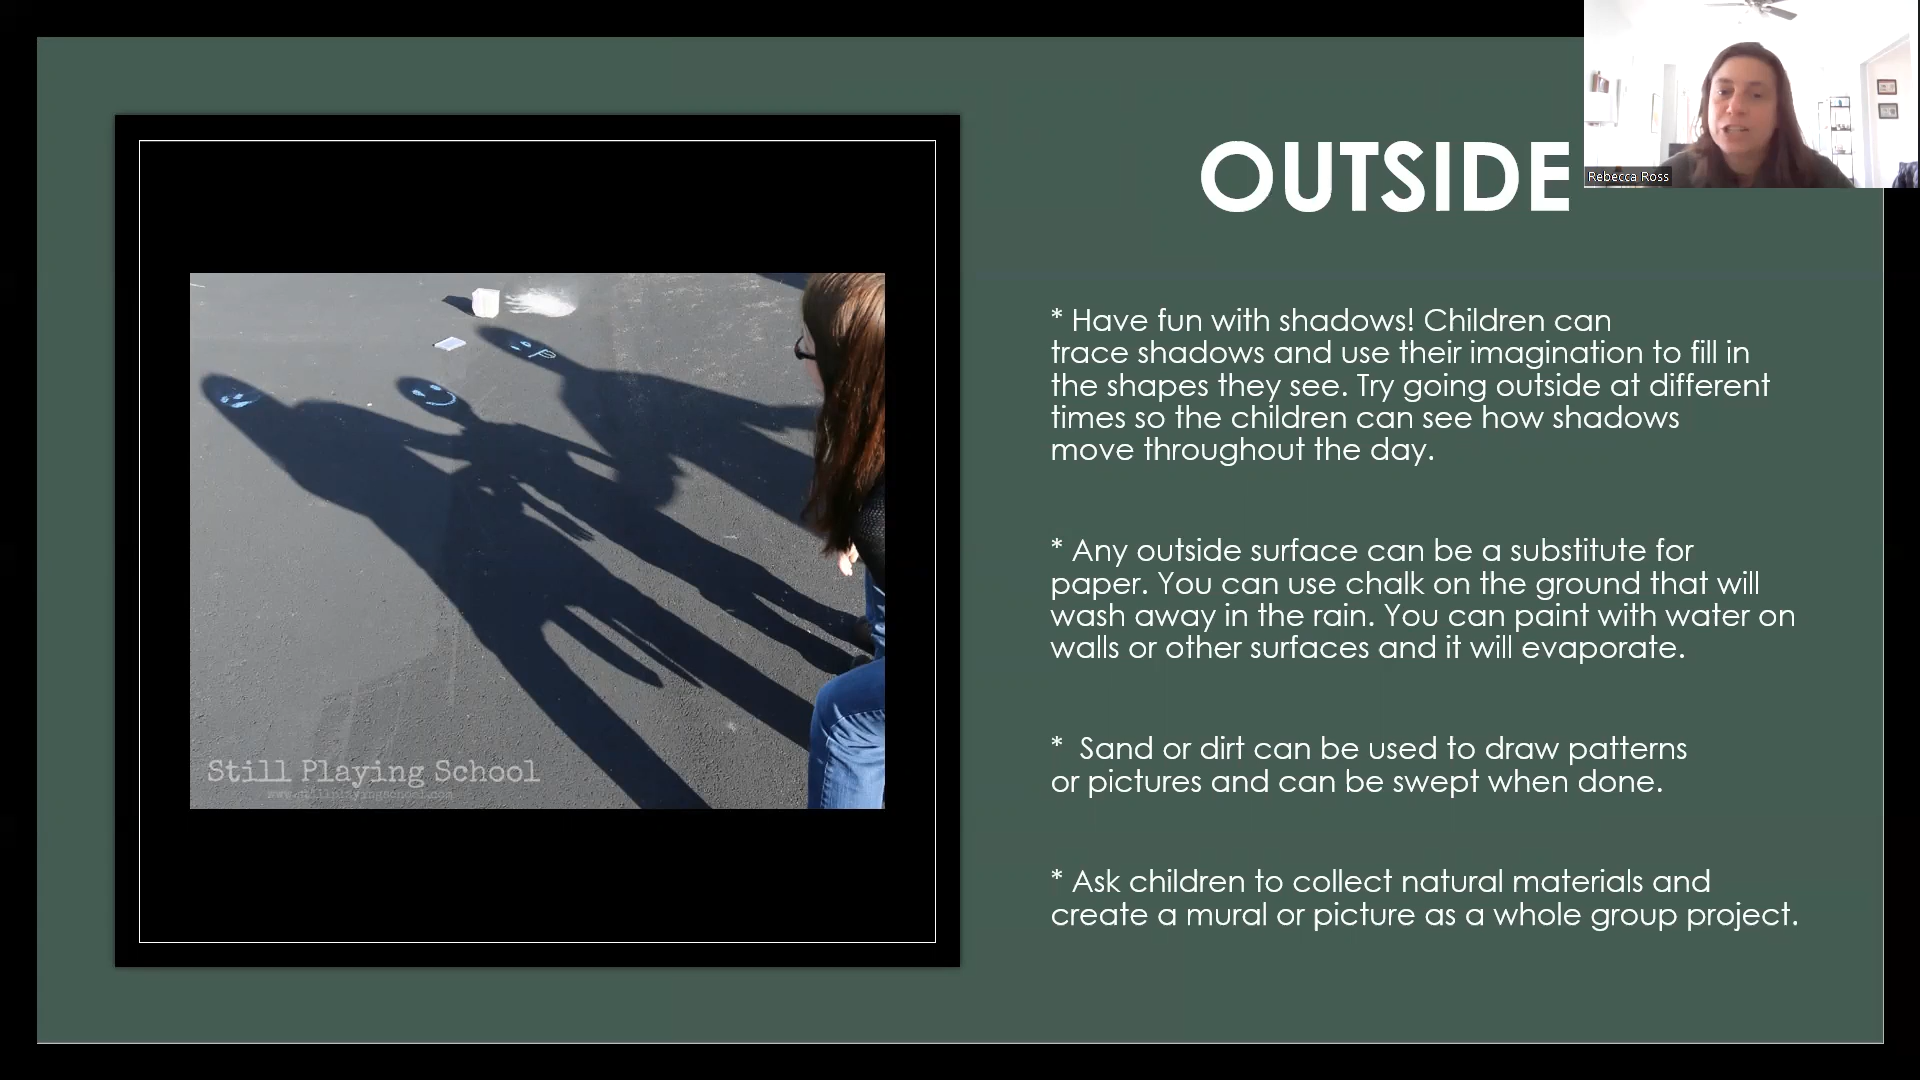 OUTSIDE
Rebecca Ross
* Have fun with shadows! Children can
trace shadows and use their imagination to fill in
the shapes they see. Try going outside at different
times so the children can see how shadows
move throughout the day.
* Any outside surface can be a substitute for
paper. You can use chalk on the ground that will
wash away in the rain. You can paint with water on
walls or other surfaces and it will evaporate.
* Sand or dirt can be used to draw patterns
or pictures and can be swept when done.
* Ask children to collect natural materials and
create a mural or picture as a whole group project.
Still Playing School
www.stillplayingschool.com